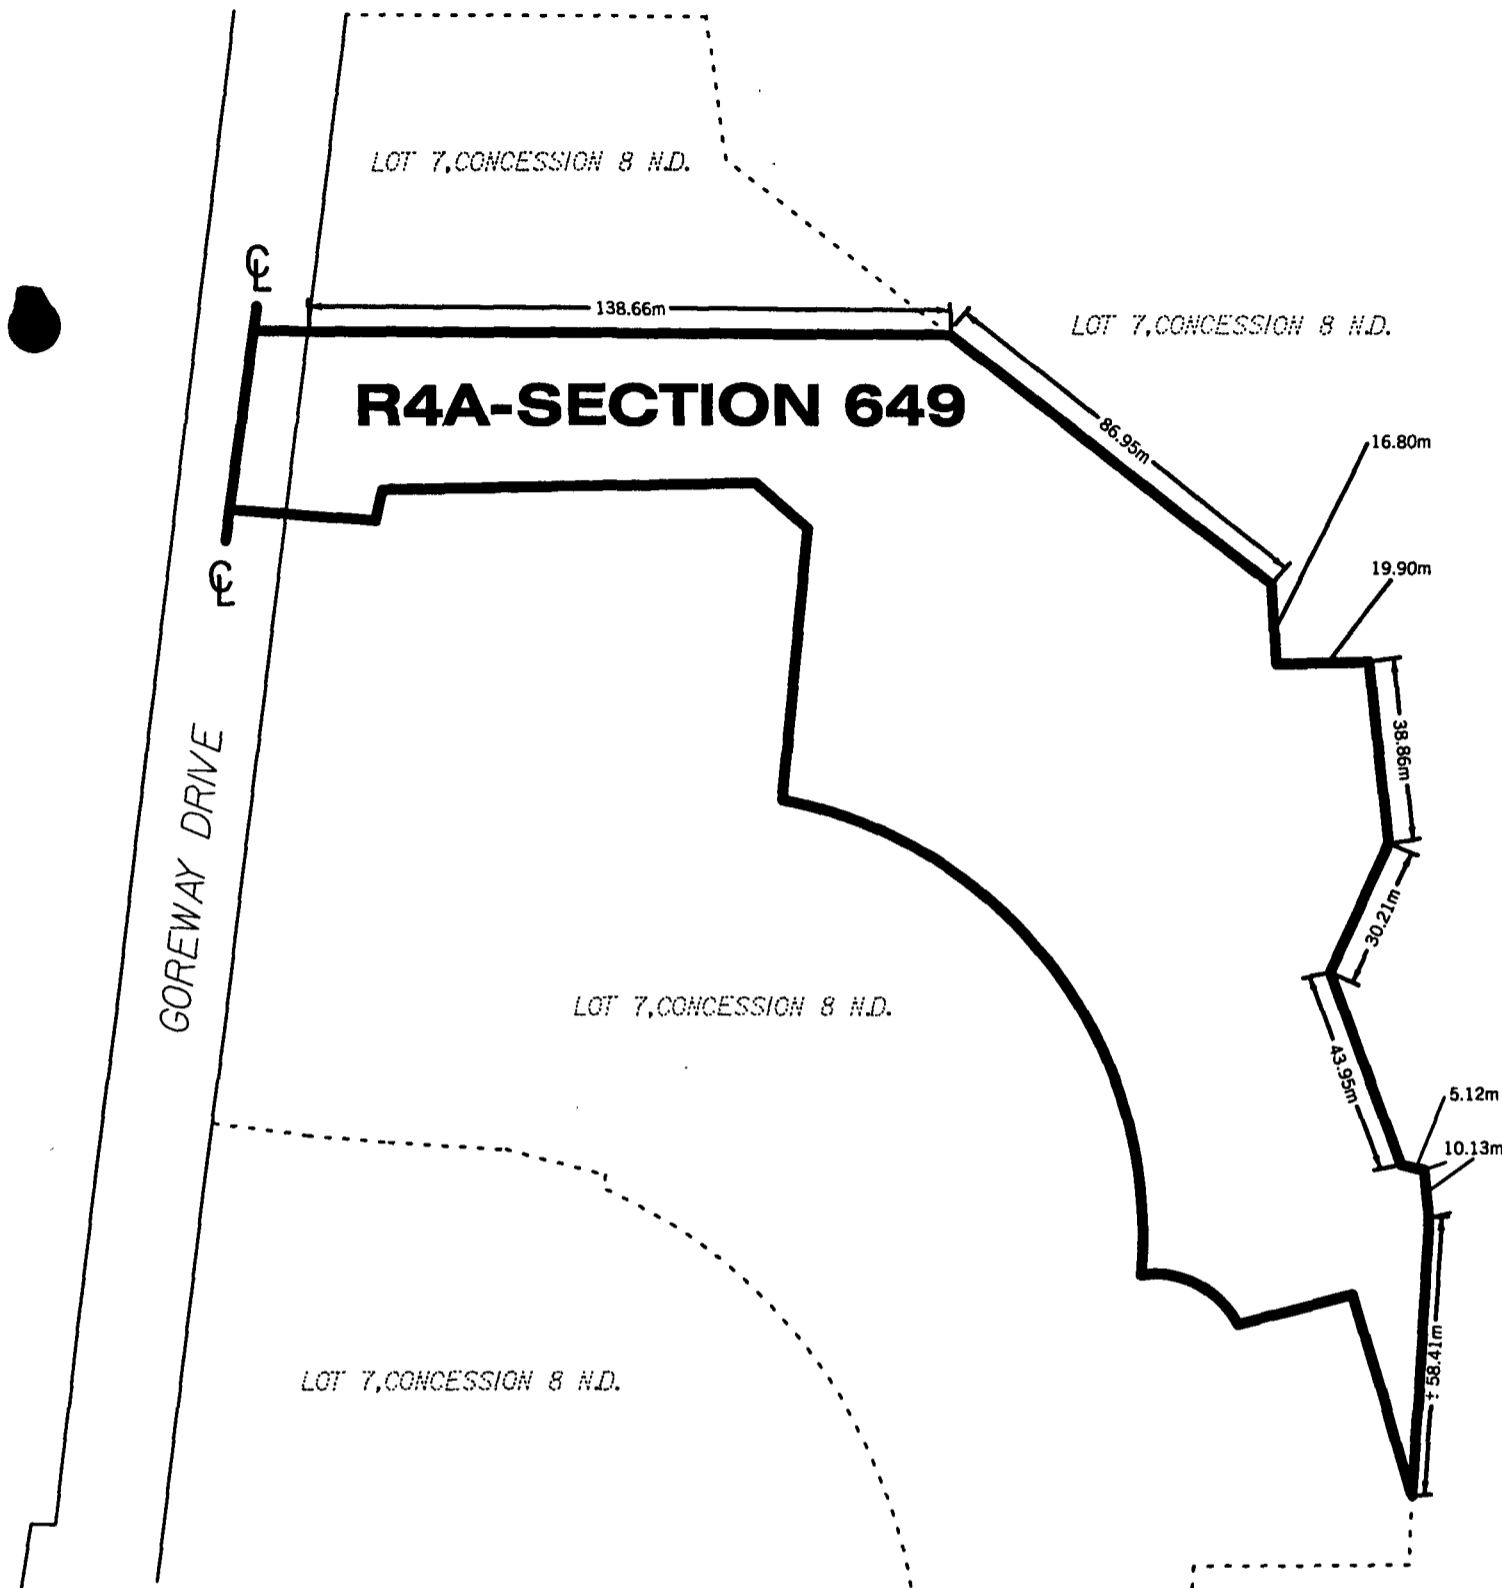 LOT 7,CONCESSION 8 N.D.
℄
138.66m
LOT 7,CONCESSION 8 N.D.
R4A-SECTION 649
86.95m
16.80m
19.90m
℄
38.86m
GOREWAY DRIVE
30.21m
LOT 7,CONCESSION 8 N.D.
43.95m
5.12m
10.13m
±58.41m
LOT 7,CONCESSION 8 N.D.